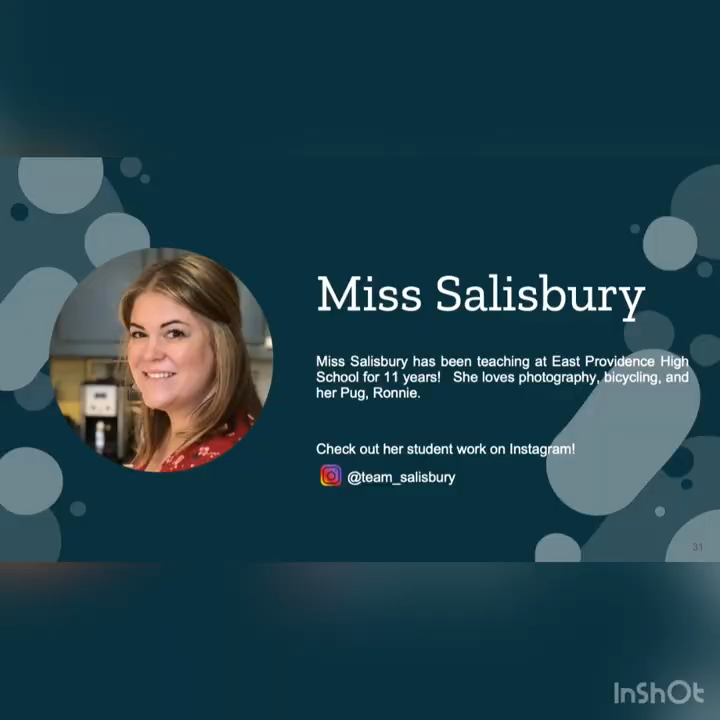 Miss Salisbury
Miss Salisbury has been teaching at East Providence High
School for 11 years! She loves photography, bicycling, and
her Pug, Ronnie.
Check out her student work on Instagram!
@team_salisbury
31
InShOt